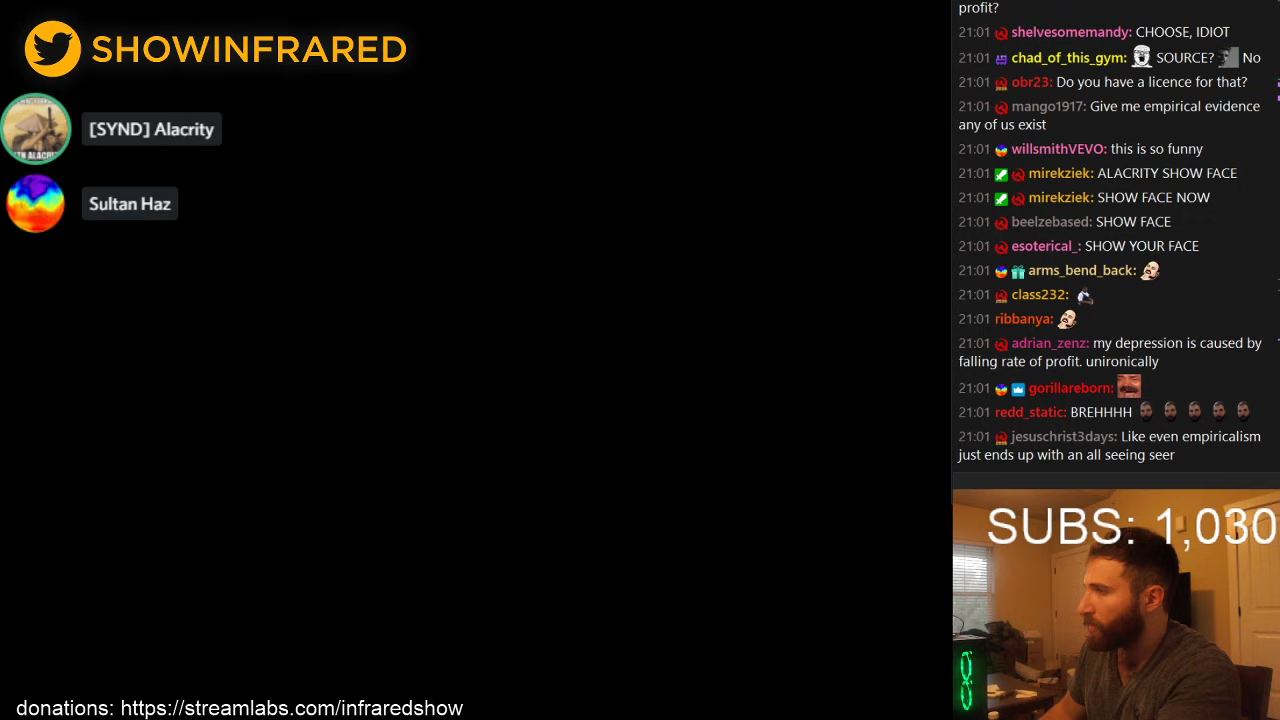 SHOWINFRARED
[SYND] Alacrity
Sultan Haz
profit?
21:01 shelvesomemandy: CHOOSE, IDIOT
21:01 chad_of_this_gym: SOURCE? No
21:01 obr23: Do you have a licence for that?
21:01 mango1917: Give me empirical evidence
any of us exist
21:01 willsmithVEVO: this is so funny
21:01 mirekziek: ALACRITY SHOW FACE
21:01 mirekziek: SHOW FACE NOW
21:01 beelzebased: SHOW FACE
21:01 esoterical_: SHOW YOUR FACE
21:01 arms_bend_back:
21:01 class232:
21:01 ribbanya:
21:01 adrian_zenz: my depression is caused by
falling rate of profit. unironically
21:01 gorillareborn:
21:01 redd_static: BREHHHH
21:01 jesuschrist3days: Like even empiricalism
just ends up with an all seeing seer
SUBS: 1,030
donations: https://streamlabs.com/infraredshow